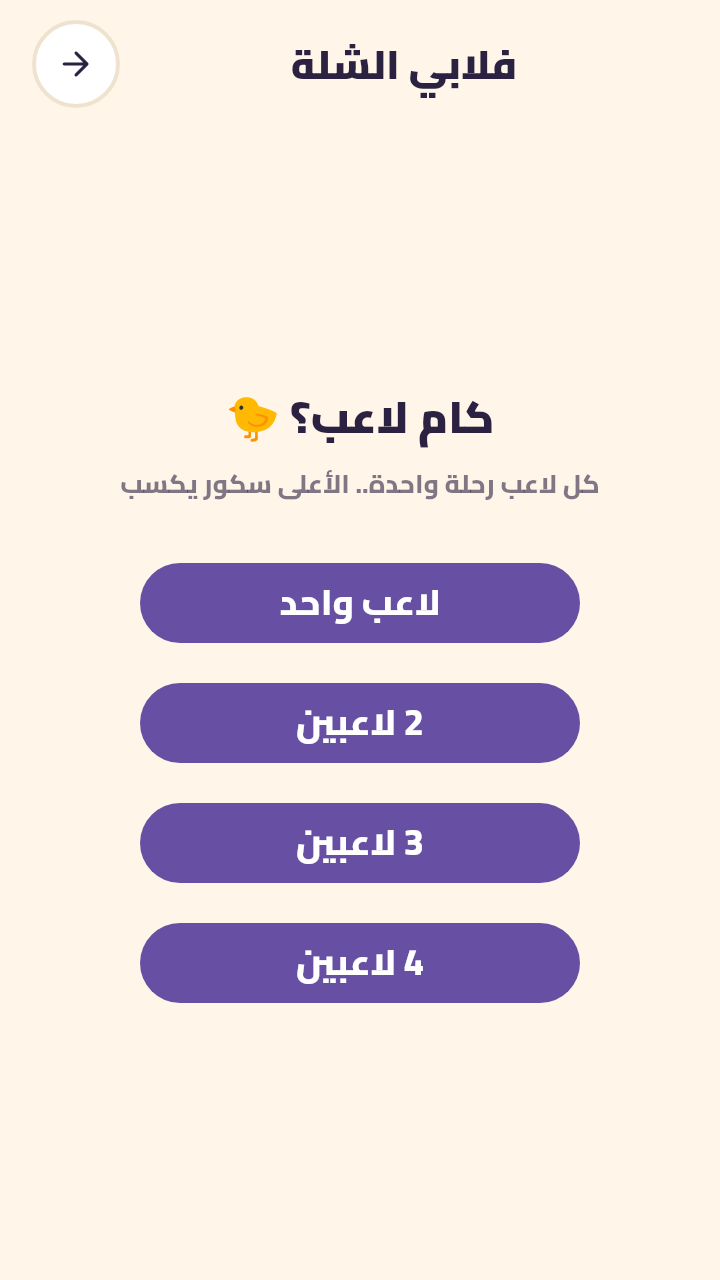 فلابي الشلة
كام لاعب؟ 🐤
كل لاعب رحلة واحدة.. الأعلى سكور يكسب
لاعب واحد
2 لاعبين
3 لاعبين
4 لاعبين